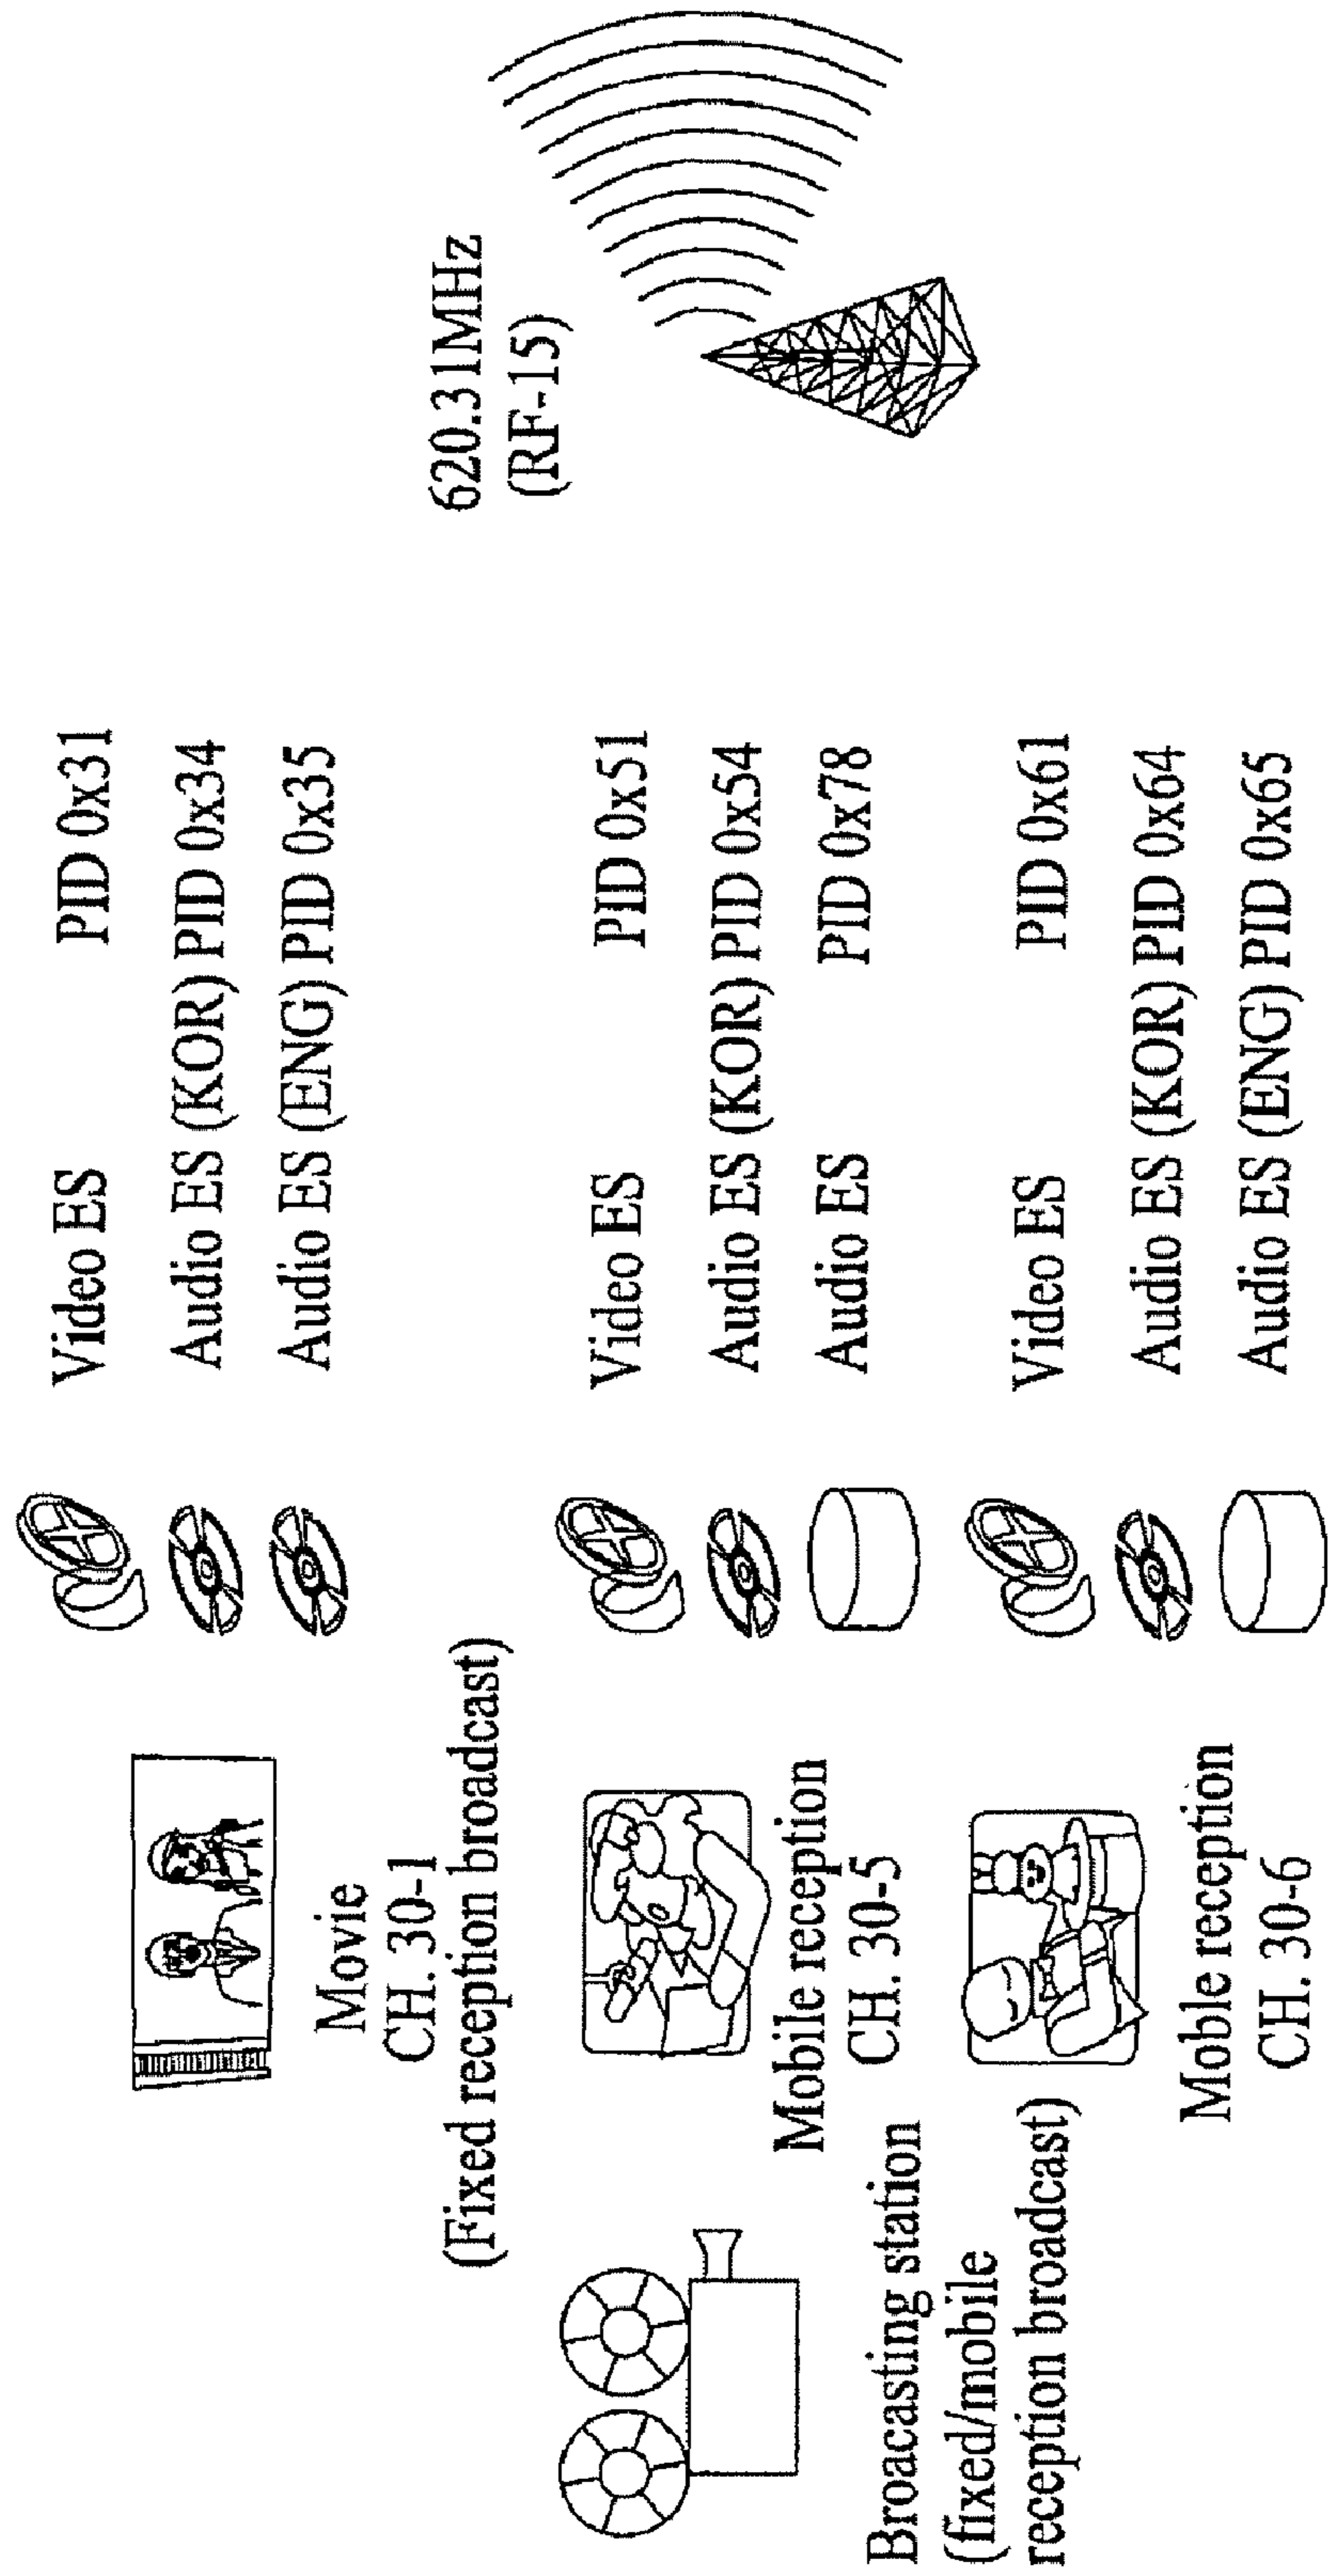 Brocasting station
(fixed/mobile
reception broadcast)
Movie
CH. 30-1
(Fixed reception broadcast)
Video ES PID 0x31
Audio ES (KOR) PID 0x34
Audio ES (ENG) PID 0x35
Mobile reception
CH. 30-5
Video ES PID 0x51
Audio ES (KOR) PID 0x54
Audio ES PID 0x78
Moble reception
CH. 30-6
Video ES PID 0x61
Audio ES (KOR) PID 0x64
Audio ES (ENG) PID 0x65
620.31MHz
(RF-15)